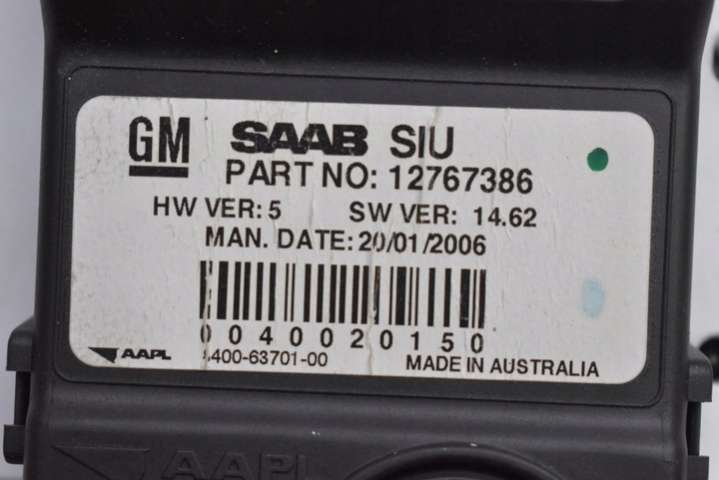 GM SAAB SIU
PART NO: 12767386
HW VER: 5 SW VER: 14.62
MAN. DATE: 20/01/2006
0040020150
AAPL 4400-63701-00 MADE IN AUSTRALIA
AAPL